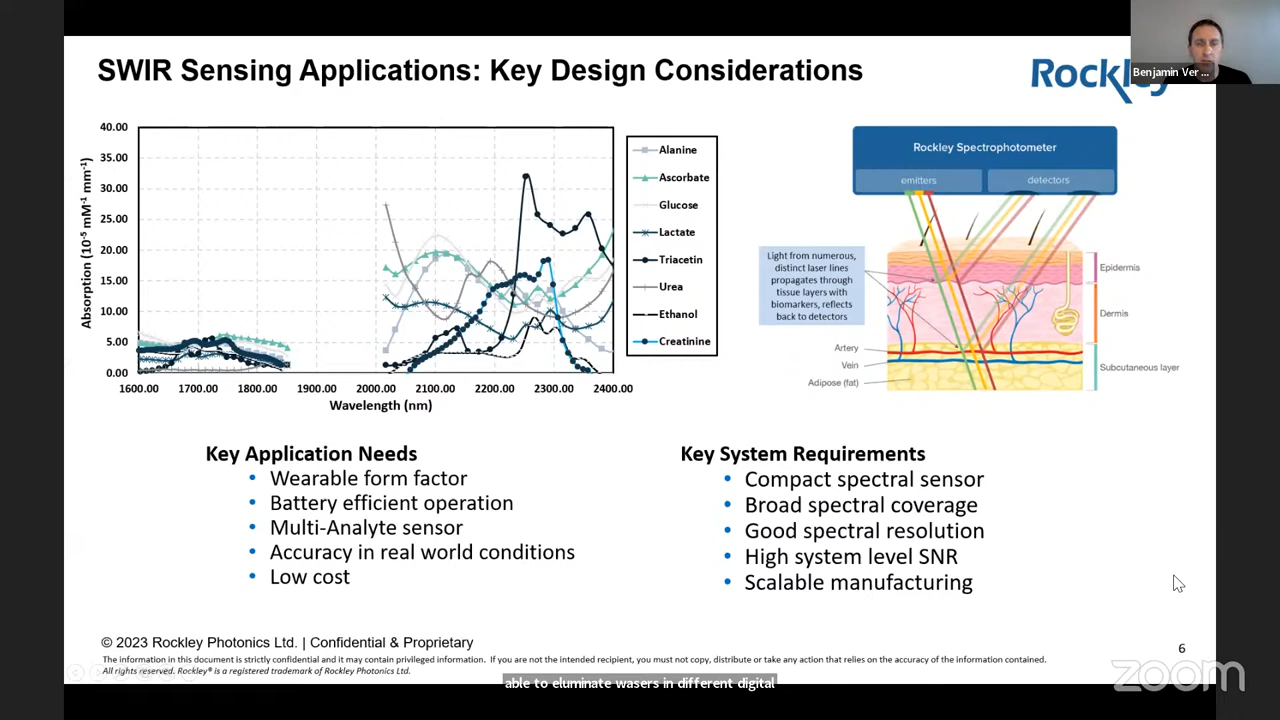 SWIR Sensing Applications: Key Design Considerations
Rockley
Benjamin Ver ...
40.00
35.00
30.00
25.00
20.00
15.00
10.00
5.00
0.00
Absorption (10⁻⁵ mM⁻¹ mm⁻¹)
1600.00 1700.00 1800.00 1900.00 2000.00 2100.00 2200.00 2300.00 2400.00
Wavelength (nm)
Alanine
Ascorbate
Glucose
Lactate
Triacetin
Urea
Ethanol
Creatinine
Rockley Spectrophotometer
emitters detectors
Light from numerous,
distinct laser lines
propagates through
tissue layers with
biomarkers, reflects
back to detectors
Epidermis
Dermis
Subcutaneous layer
Artery
Vein
Adipose (fat)
Key Application Needs
• Wearable form factor
• Battery efficient operation
• Multi-Analyte sensor
• Accuracy in real world conditions
• Low cost
Key System Requirements
• Compact spectral sensor
• Broad spectral coverage
• Good spectral resolution
• High system level SNR
• Scalable manufacturing
© 2023 Rockley Photonics Ltd. | Confidential & Proprietary
The information in this document is strictly confidential and it may contain privileged information. If you are not the intended recipient, you must not copy, distribute or take any action that relies on the accuracy of the information contained.
All rights reserved. Rockley® is a registered trademark of Rockley Photonics Ltd.
6
zoom
able to eluminate wasers in different digital